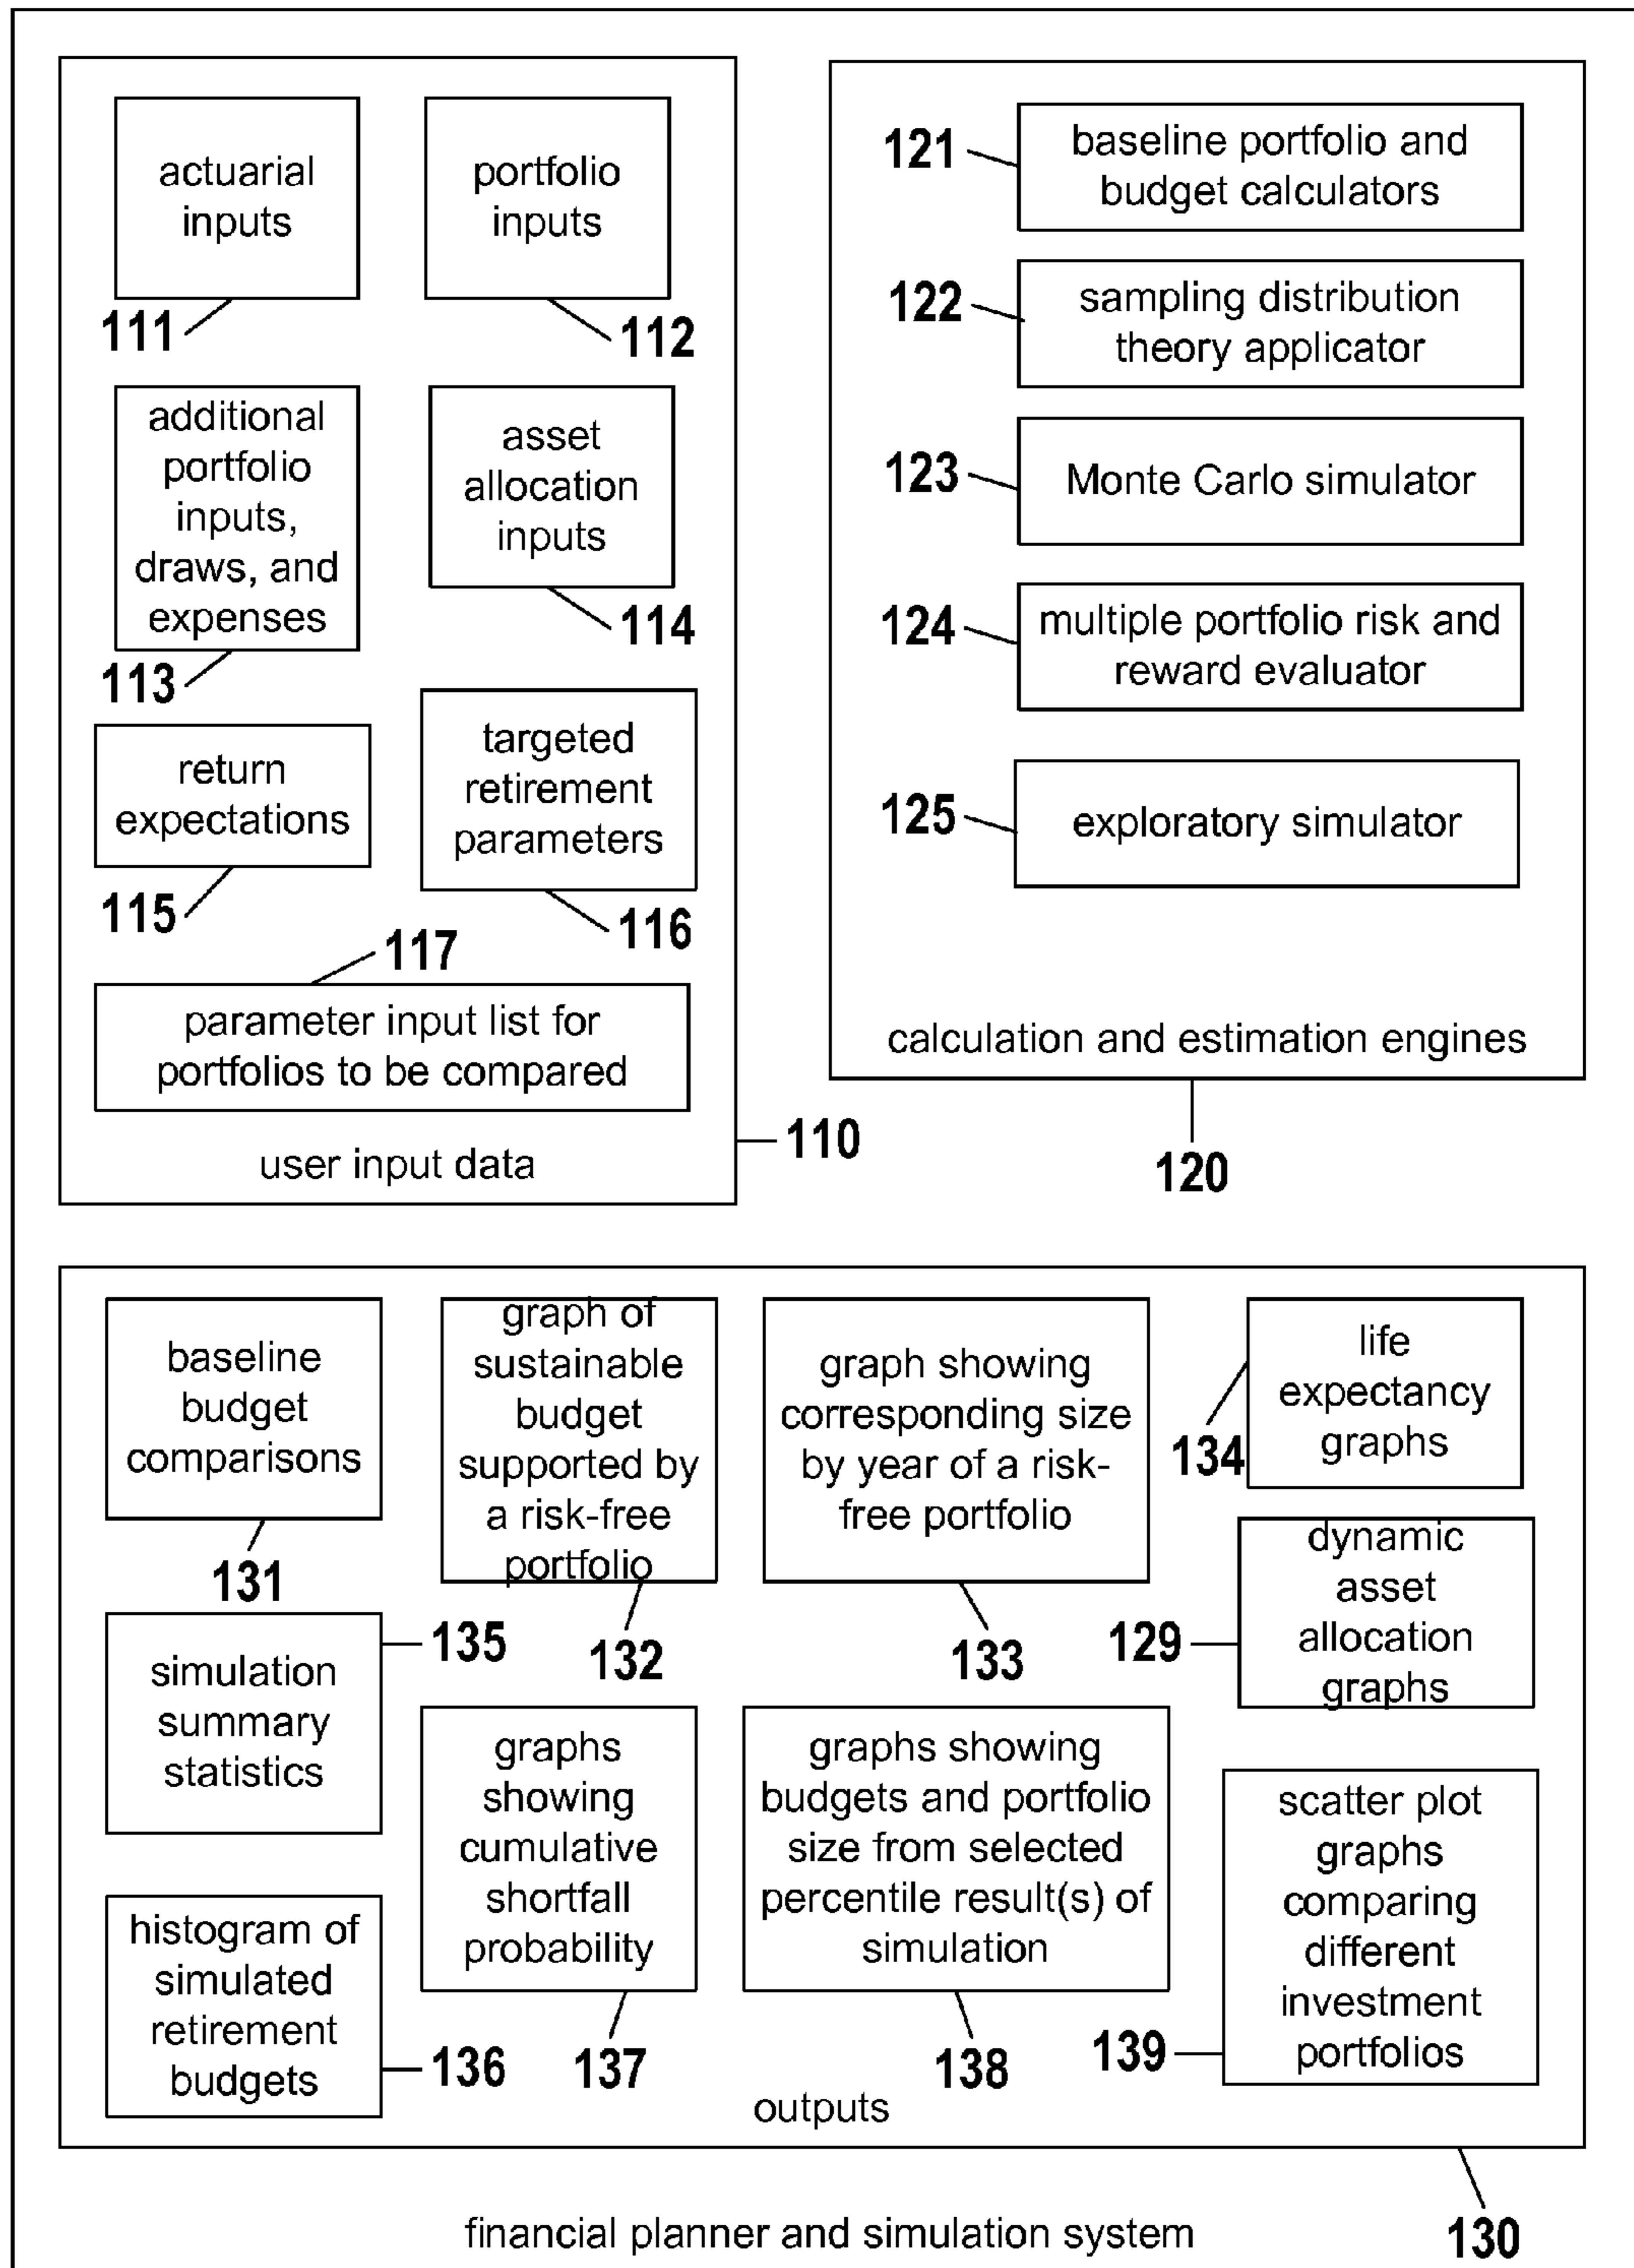 actuarial
inputs
111
portfolio
inputs
112
additional
portfolio
inputs,
draws, and
expenses
113
asset
allocation
inputs
114
return
expectations
115
targeted
retirement
parameters
116
117
parameter input list for
portfolios to be compared
user input data
110
121
baseline portfolio and
budget calculators
122
sampling distribution
theory applicator
123
Monte Carlo simulator
124
multiple portfolio risk and
reward evaluator
125
exploratory simulator
calculation and estimation engines
120
baseline
budget
comparisons
131
graph of
sustainable
budget
supported by
a risk-free
portfolio
132
graph showing
corresponding size
by year of a risk-
free portfolio
133
life
expectancy
graphs
134
dynamic
asset
allocation
graphs
129
simulation
summary
statistics
135
histogram of
simulated
retirement
budgets
136
graphs
showing
cumulative
shortfall
probability
137
graphs showing
budgets and portfolio
size from selected
percentile result(s) of
simulation
138
scatter plot
graphs
comparing
different
investment
portfolios
139
outputs
130
financial planner and simulation system